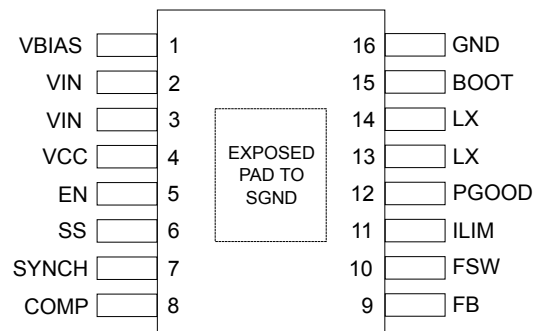 VBIAS 1 16 GND
VIN 2 15 BOOT
VIN 3 14 LX
VCC 4 EXPOSED 13 LX
EN 5 PAD TO 12 PGOOD
SS 6 SGND 11 ILIM
SYNCH 7 10 FSW
COMP 8 9 FB